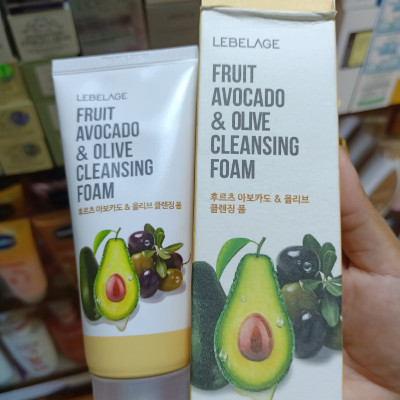 LEBELAGE
FRUIT
AVOCADO
& OLIVE
CLEANSING
FOAM
후르츠 아보카도 & 올리브 클렌징 폼
LEBELAGE
FRUIT
AVOCADO
& OLIVE
CLEANSING
FOAM
후르츠 아보카도 & 올리브
클렌징 폼